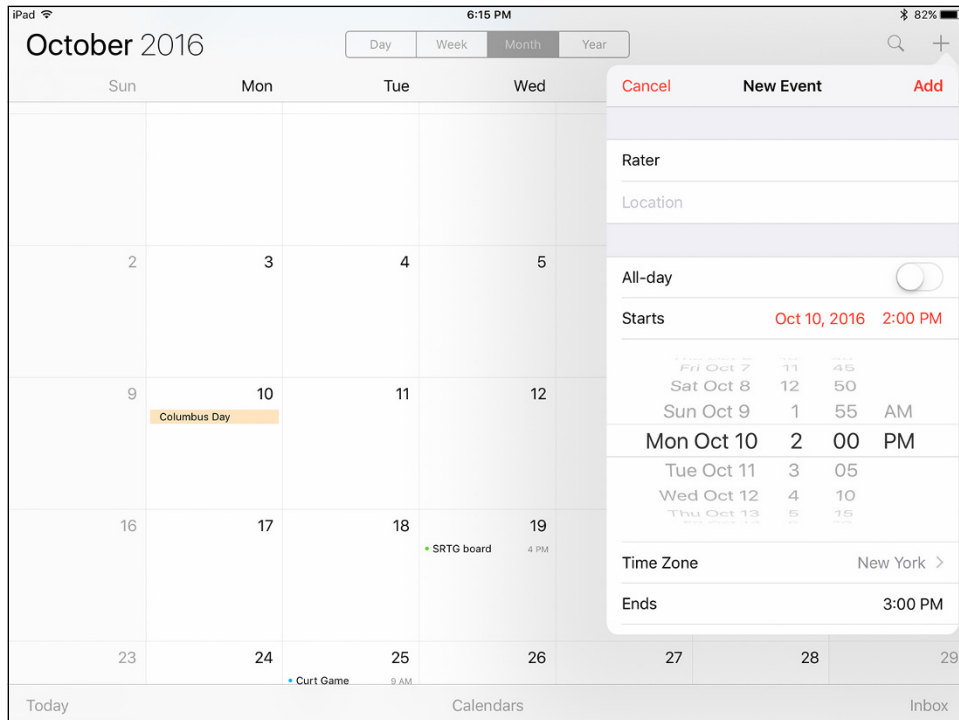 iPad 6:15 PM 82%
October 2016 Day Week Month Year
Sun Mon Tue Wed
Cancel New Event Add
Rater
Location
2 3 4 5
All-day
Starts Oct 10, 2016 2:00 PM
Fri Oct 7 11 45
Sat Oct 8 12 50
Sun Oct 9 1 55 AM
Mon Oct 10 2 00 PM
Tue Oct 11 3 05
Wed Oct 12 4 10
Thu Oct 13 5 15
9 10 11 12
Columbus Day
16 17 18 19
SRTG board 4 PM
Time Zone New York >
Ends 3:00 PM
23 24 25 26 27 28 29
Curt Game 9 AM
Today Calendars Inbox